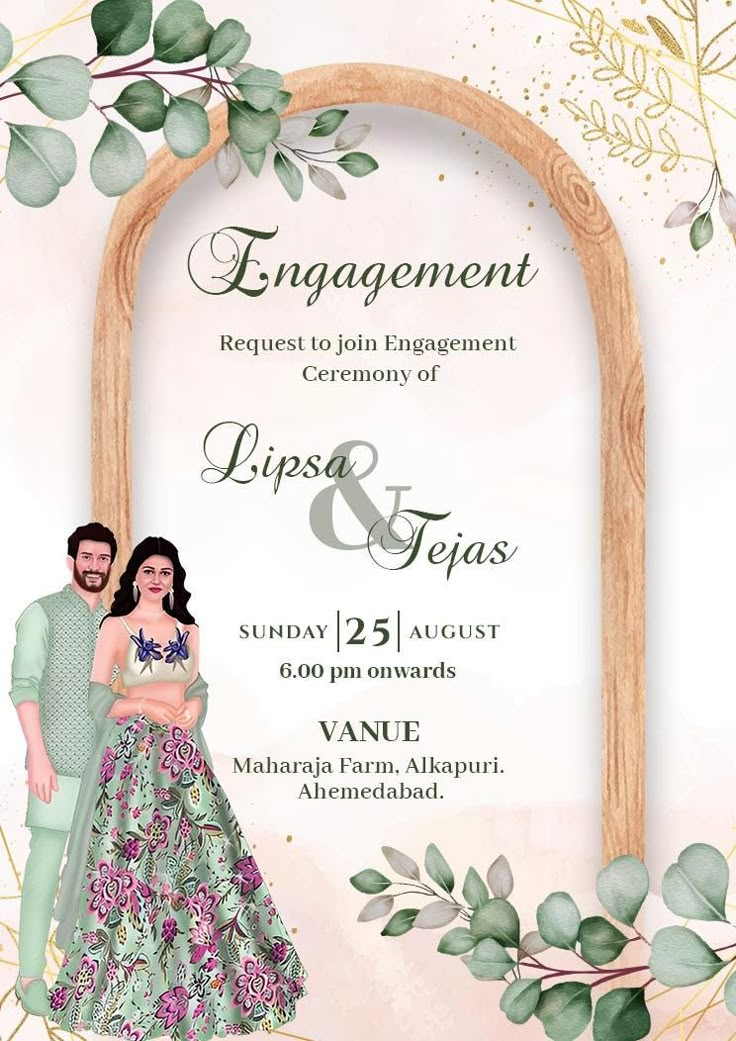 Engagement
Request to join Engagement
Ceremony of
Lipsa
&
Tejas
SUNDAY |25| AUGUST
6.00 pm onwards
VANUE
Maharaja Farm, Alkapuri.
Ahemedabad.